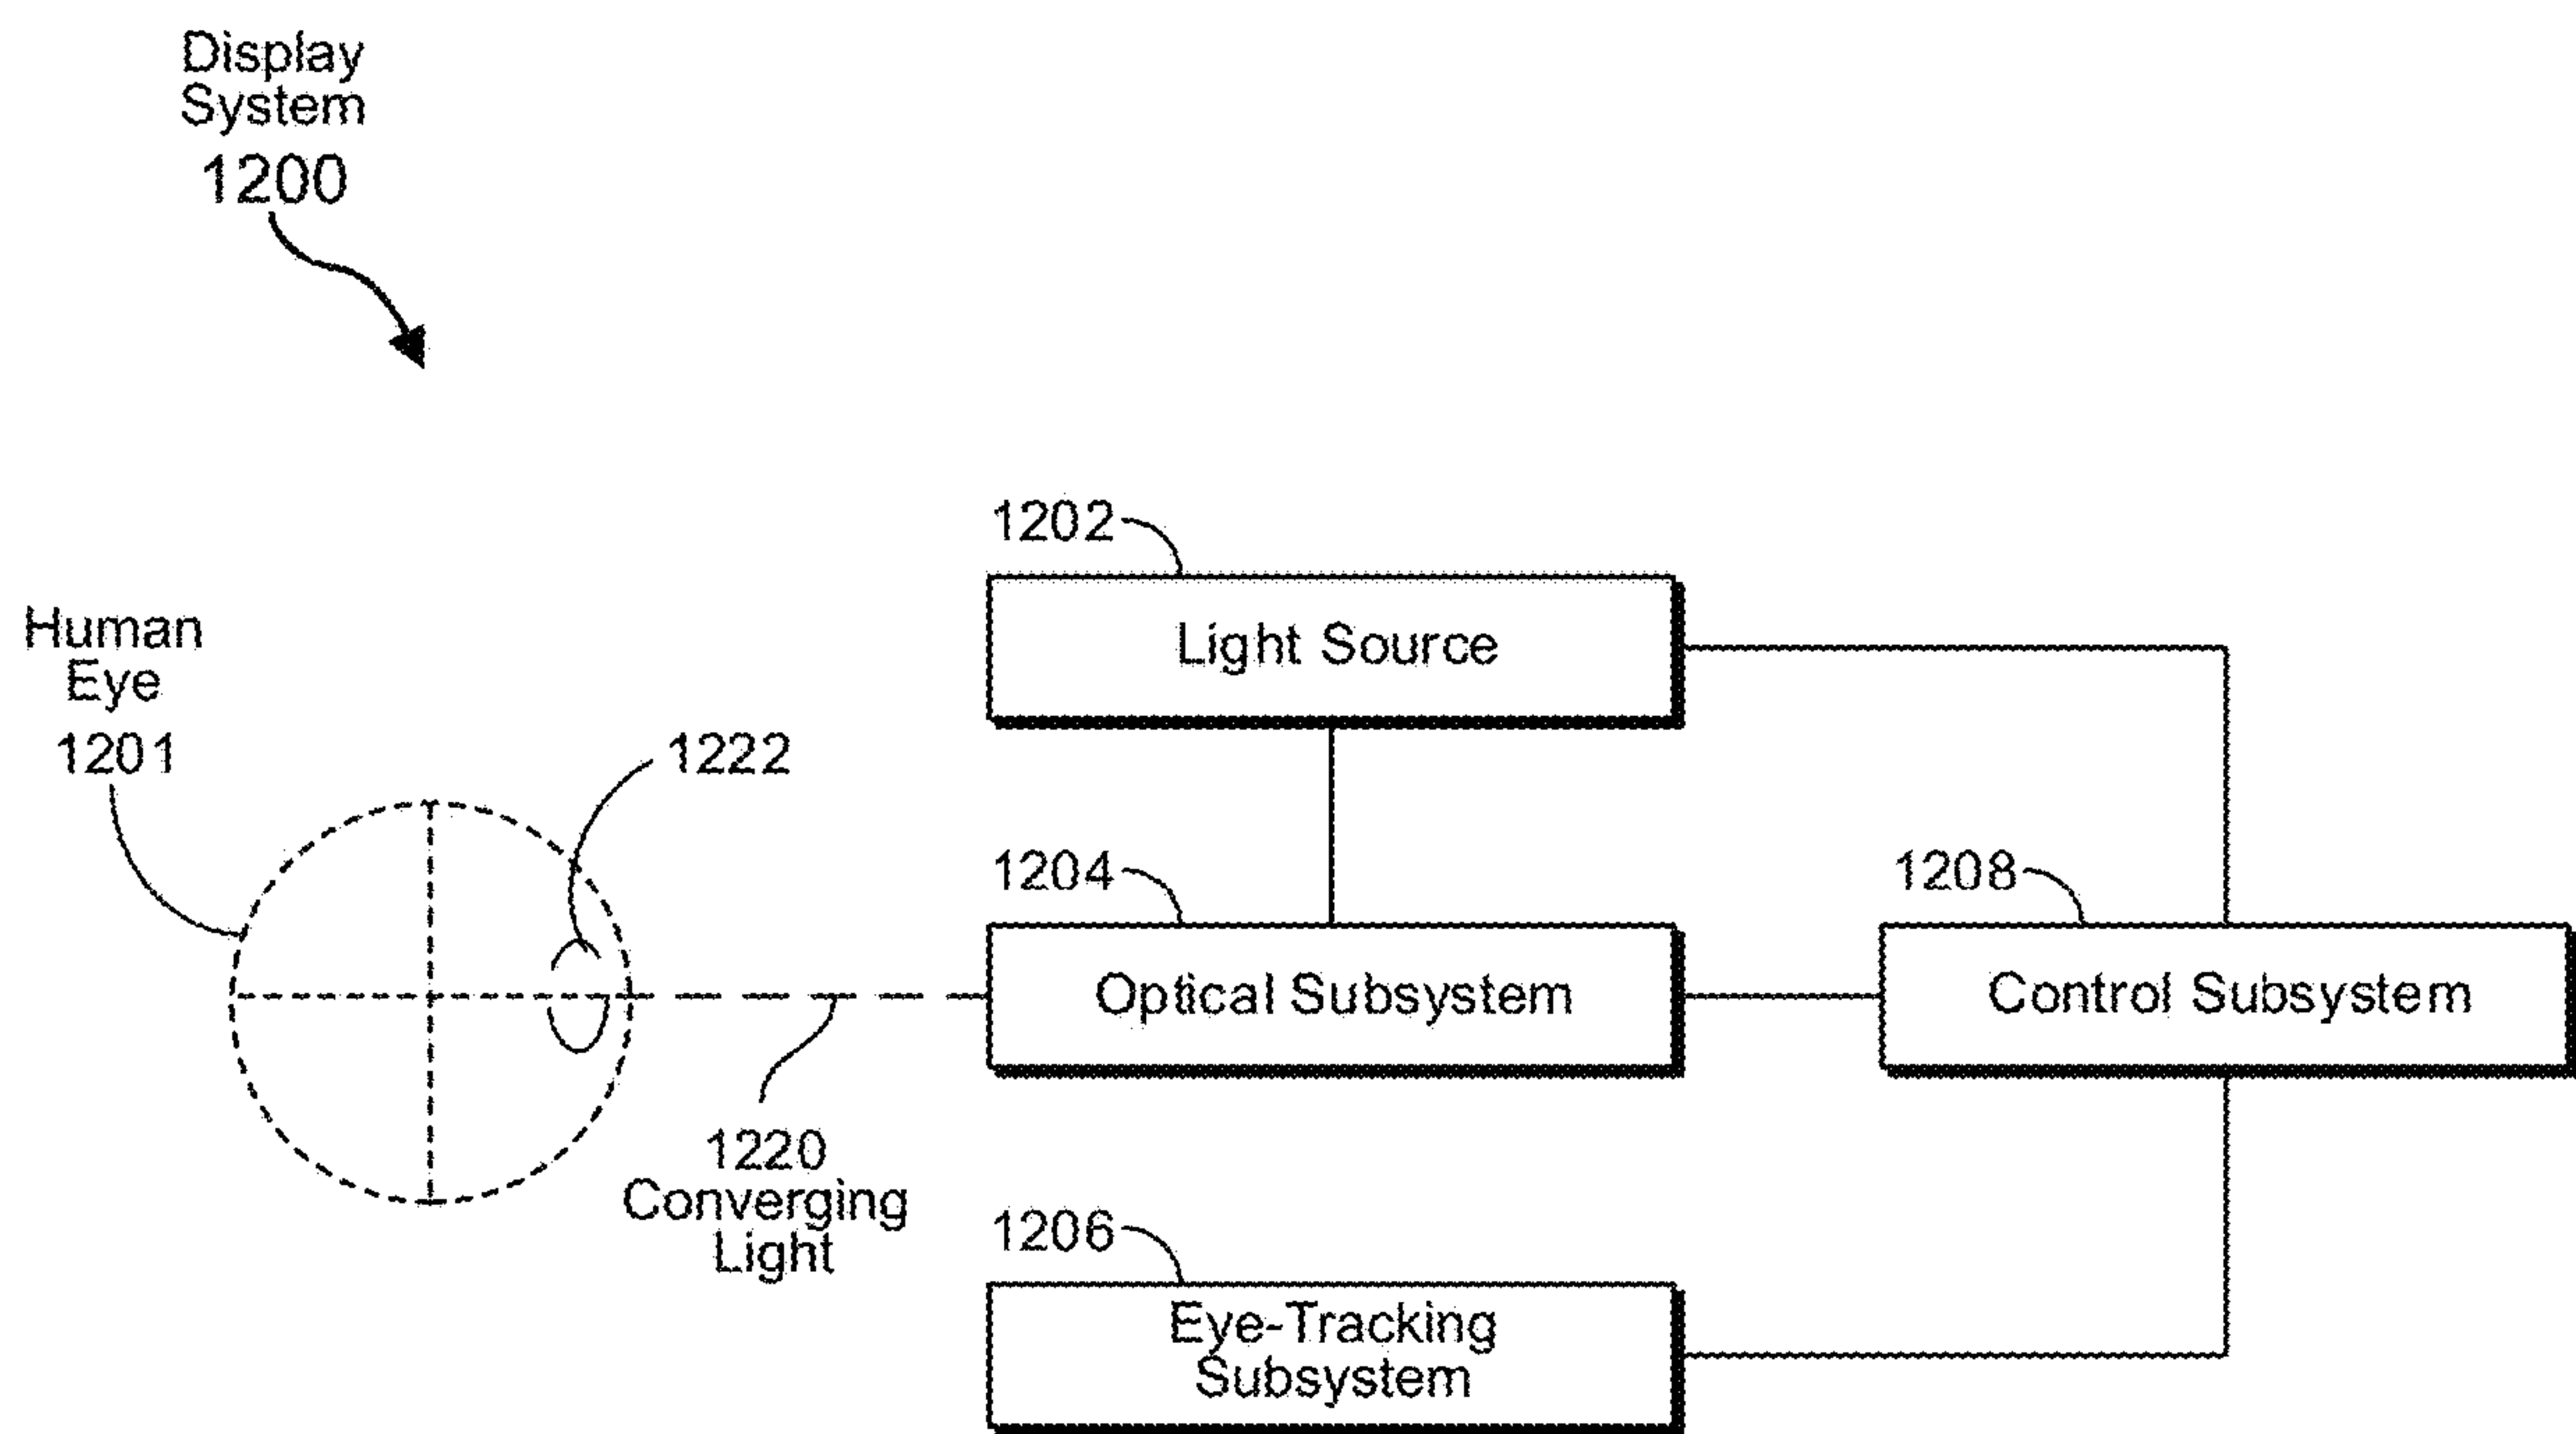 Display
System
1200
1202
Light Source
Human
Eye
1201
1222
1204
Optical Subsystem
1208
Control Subsystem
1220
Converging
Light
1206
Eye-Tracking
Subsystem